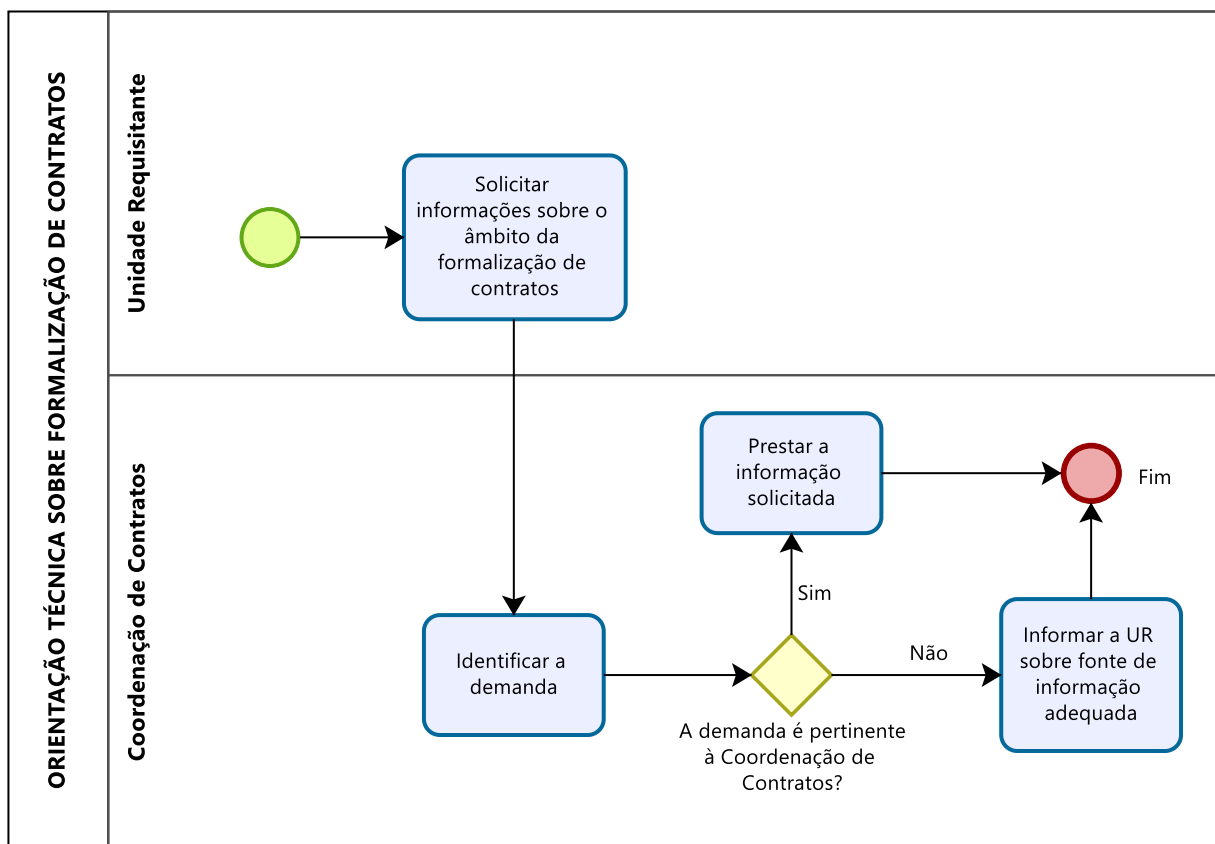 ORIENTAÇÃO TÉCNICA SOBRE FORMALIZAÇÃO DE CONTRATOS
Unidade Requisitante
Solicitar
informações sobre o
âmbito da
formalização de
contratos
Coordenação de Contratos
Identificar a
demanda
A demanda é pertinente
à Coordenação de
Contratos?
Sim
Prestar a
informação
solicitada
Não
Informar a UR
sobre fonte de
informação
adequada
Fim